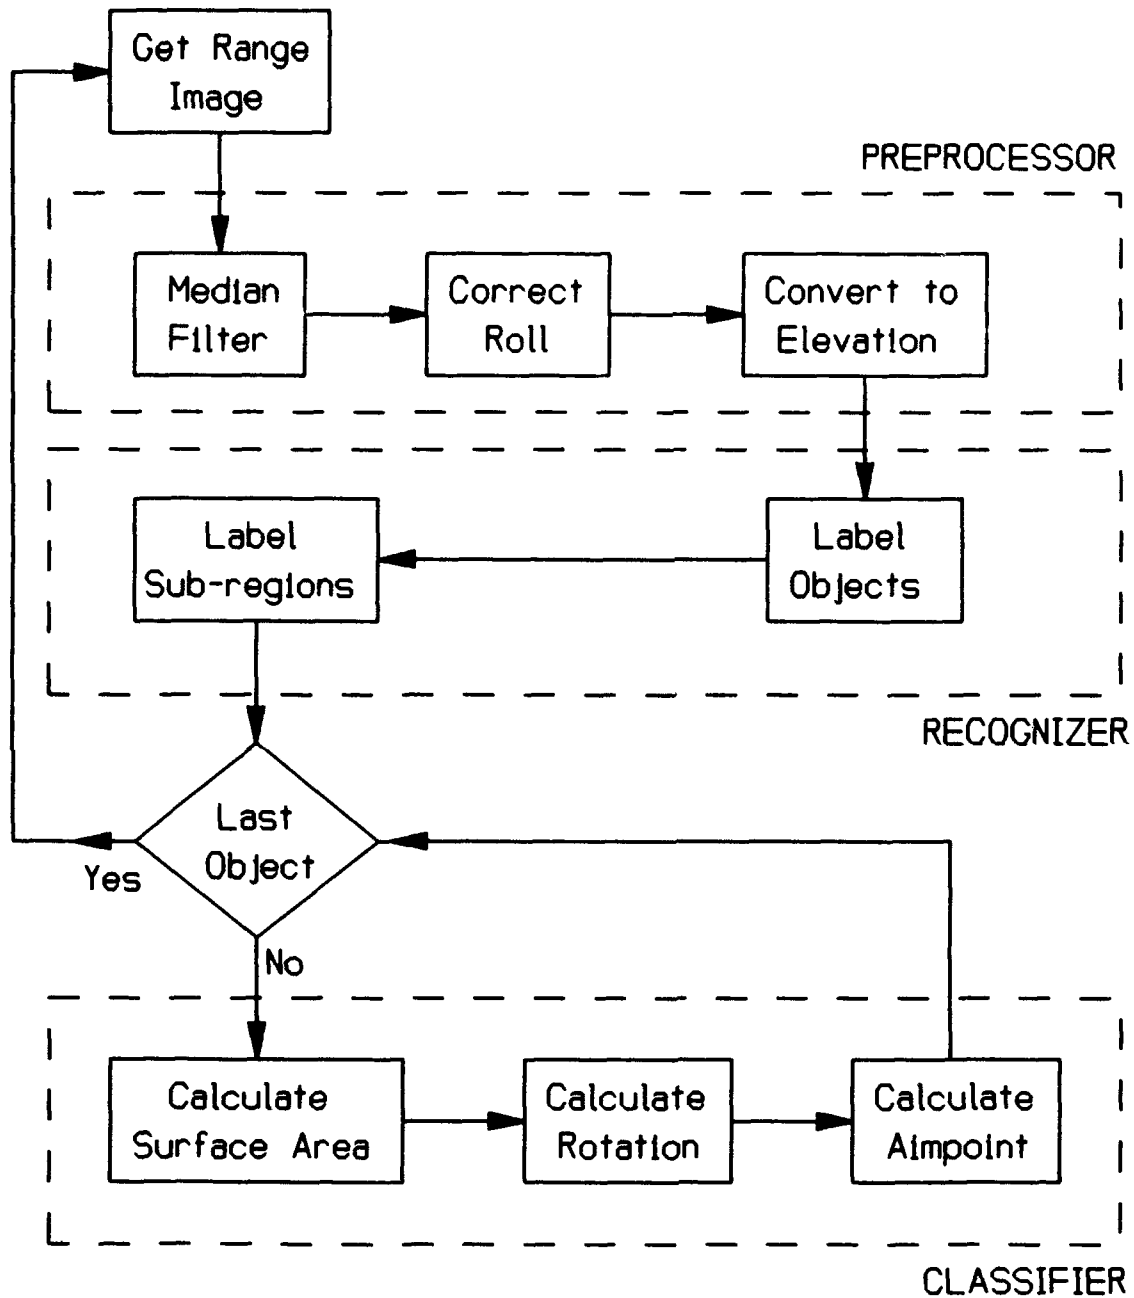 Get Range
Image
PREPROCESSOR
Median
Filter
Correct
Roll
Convert to
Elevation
Label
Sub-regions
Label
Objects
RECOGNIZER
Last
Object
Yes
No
Calculate
Surface Area
Calculate
Rotation
Calculate
Aimpoint
CLASSIFIER